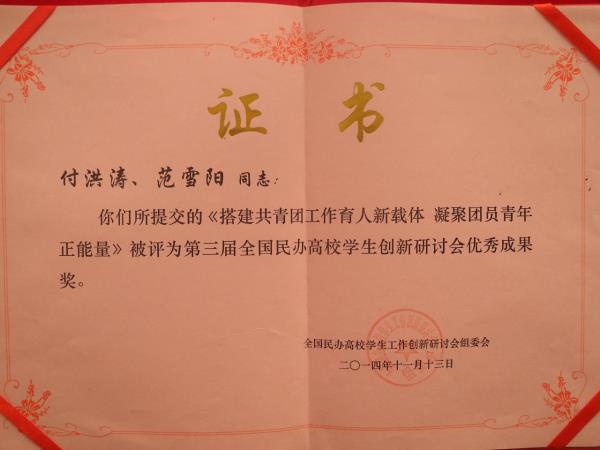 证 书
付洪涛、范雪阳 同志：
你们所提交的《搭建共青团工作育人新载体 凝聚团员青年
正能量》被评为第三届全国民办高校学生创新研讨会优秀成果
奖。
全国民办高校学生工作创新研讨会组委会
二〇一四年十一月十三日